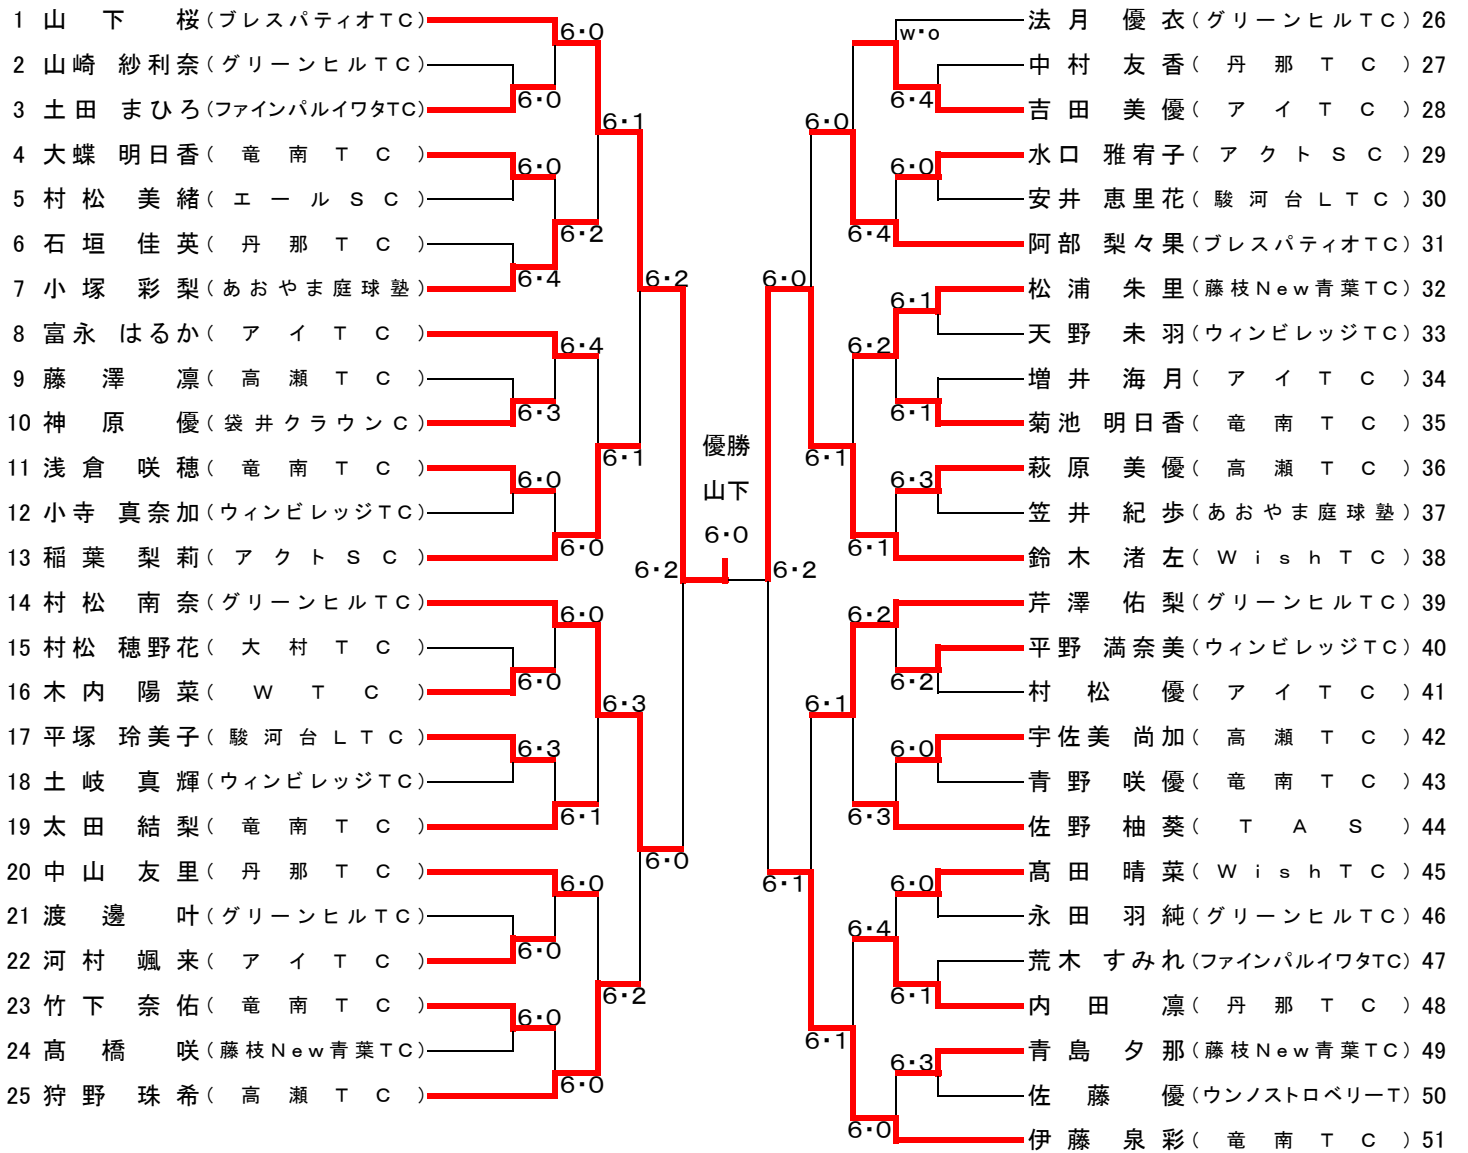 1 山下 桜 (ブレスパティオTC)
2 山崎 紗利奈 (グリーンヒルTC)
3 土田 まひろ (ファインパルイワタTC)
4 大蝶 明日香 (竜南TC)
5 村松 美緒 (エールSC)
6 石垣 佳英 (丹那TC)
7 小塚 彩梨 (あおやま庭球塾)
8 富永 はるか (アイTC)
9 藤澤 凛 (高瀬TC)
10 神原 優 (袋井クラウンC)
11 浅倉 咲穂 (竜南TC)
12 小寺 真奈加 (ウィンビレッジTC)
13 稲葉 梨莉 (アクトSC)
14 村松 南奈 (グリーンヒルTC)
15 村松 穂野花 (大村TC)
16 木内 陽菜 (WTC)
17 平塚 玲美子 (駿河台LTC)
18 土岐 真輝 (ウィンビレッジTC)
19 太田 結梨 (竜南TC)
20 中山 友里 (丹那TC)
21 渡邊 叶 (グリーンヒルTC)
22 河村 颯来 (アイTC)
23 竹下 奈佑 (竜南TC)
24 髙橋 咲 (藤枝New青葉TC)
25 狩野 珠希 (高瀬TC)
6・0
6・0
6・0
6・4
6・3
6・0
6・0
6・3
6・0
6・0
6・2
6・4
6・0
6・0
6・1
6・0
6・0
6・1
6・1
6・3
6・2
6・2
6・0
6・2
優勝
山下
6・0
6・2
6・0
6・1
6・0
6・1
6・1
6・1
w・o
6・4
6・2
6・1
6・2
6・3
6・4
6・0
6・4
6・0
6・1
6・1
6・3
6・2
6・0
6・0
6・1
6・3
法月 優衣 (グリーンヒルTC) 26
中村 友香 (丹那TC) 27
吉田 美優 (アイTC) 28
水口 雅宥子 (アクトSC) 29
安井 恵里花 (駿河台LTC) 30
阿部 梨々果 (ブレスパティオTC) 31
松浦 朱里 (藤枝New青葉TC) 32
天野 未羽 (ウィンビレッジTC) 33
増井 海月 (アイTC) 34
菊池 明日香 (竜南TC) 35
萩原 美優 (高瀬TC) 36
笠井 紀歩 (あおやま庭球塾) 37
鈴木 渚左 (WishTC) 38
芹澤 佑梨 (グリーンヒルTC) 39
平野 満奈美 (ウィンビレッジTC) 40
村松 優 (アイTC) 41
宇佐美 尚加 (高瀬TC) 42
青野 咲優 (竜南TC) 43
佐野 柚葵 (TAS) 44
髙田 晴菜 (WishTC) 45
永田 羽純 (グリーンヒルTC) 46
荒木 すみれ (ファインパルイワタTC) 47
内田 凛 (丹那TC) 48
青島 夕那 (藤枝New青葉TC) 49
佐藤 優 (ウンノストロベリーT) 50
伊藤 泉彩 (竜南TC) 51